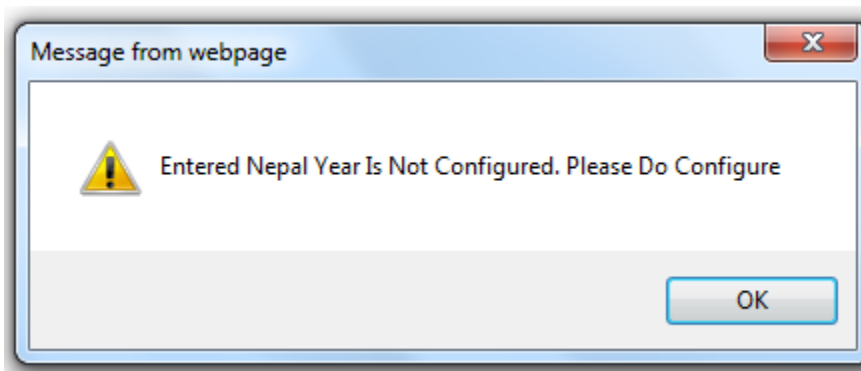 Message from webpage
Entered Nepal Year Is Not Configured. Please Do Configure
OK